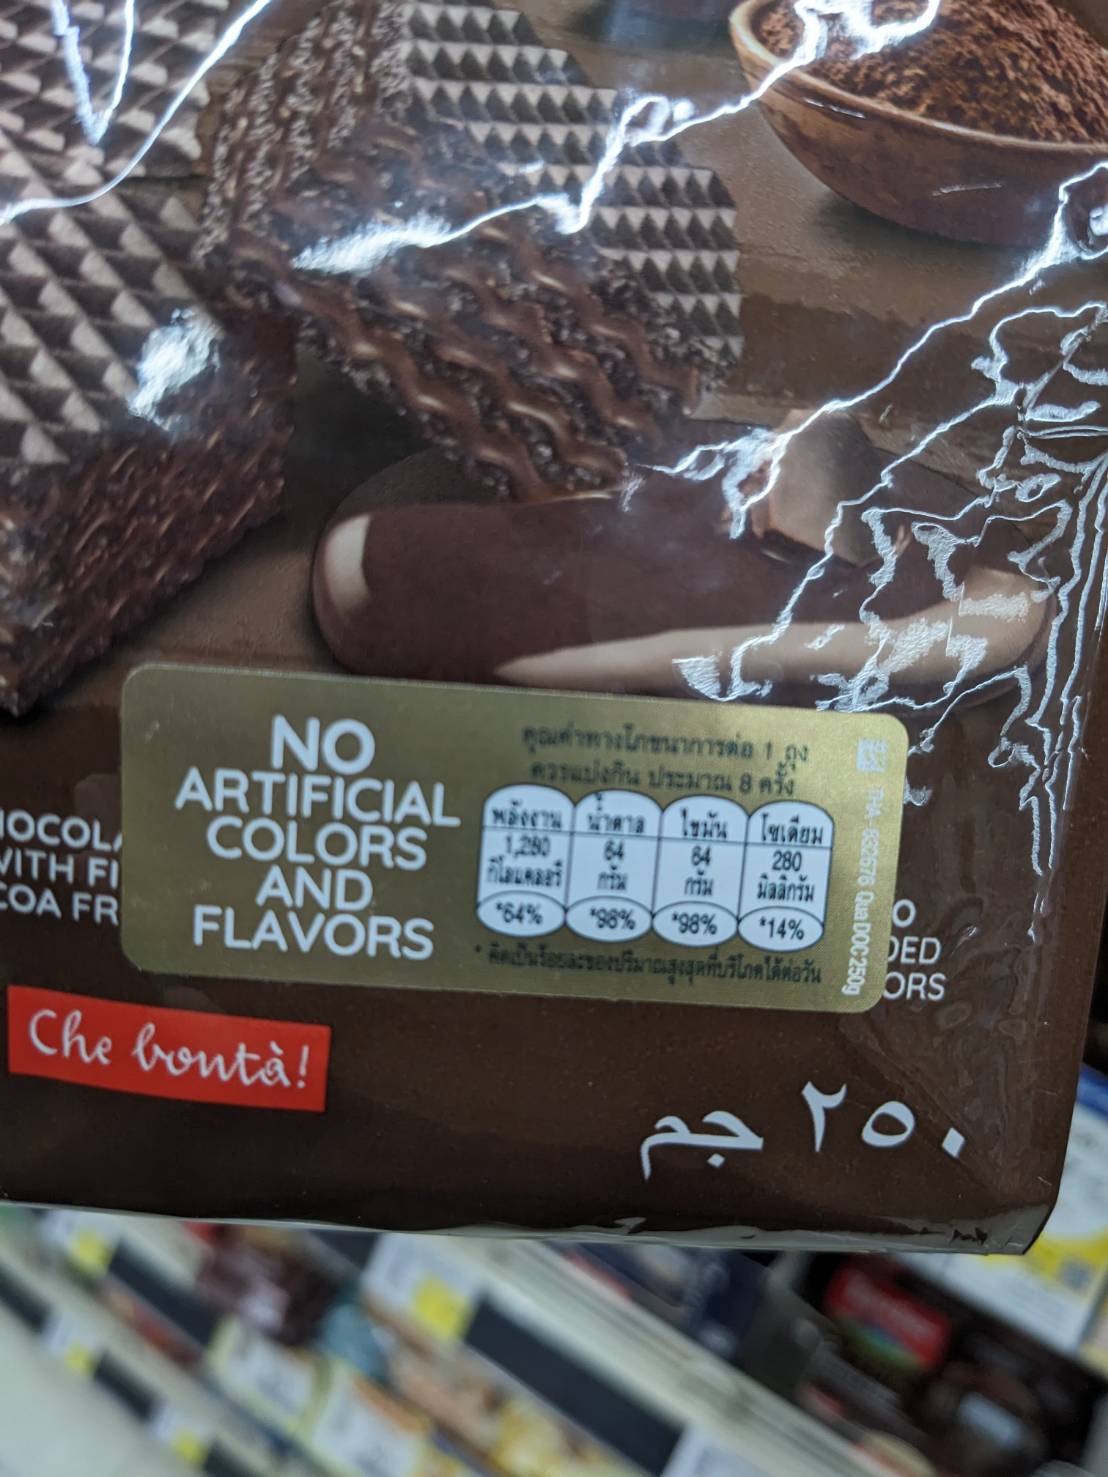 NO
ARTIFICIAL
COLORS
AND
FLAVORS
คุณค่าทางโภชนาการต่อ 1 ถุง
ควรแบ่งกิน ประมาณ 8 ครั้ง
พลังงาน น้ำตาล ไขมัน โซเดียม
1,280 64 64 280
กิโลแคลอรี กรัม กรัม มิลลิกรัม
*64% *98% *98% *14%
* คิดเป็นร้อยละของปริมาณสูงสุดที่บริโภคได้ต่อวัน
THA - 632676 Qua DOC 250g
WITH FI
COA FR
O
DED
ORS
Che bontà!
٢٥٠ جم